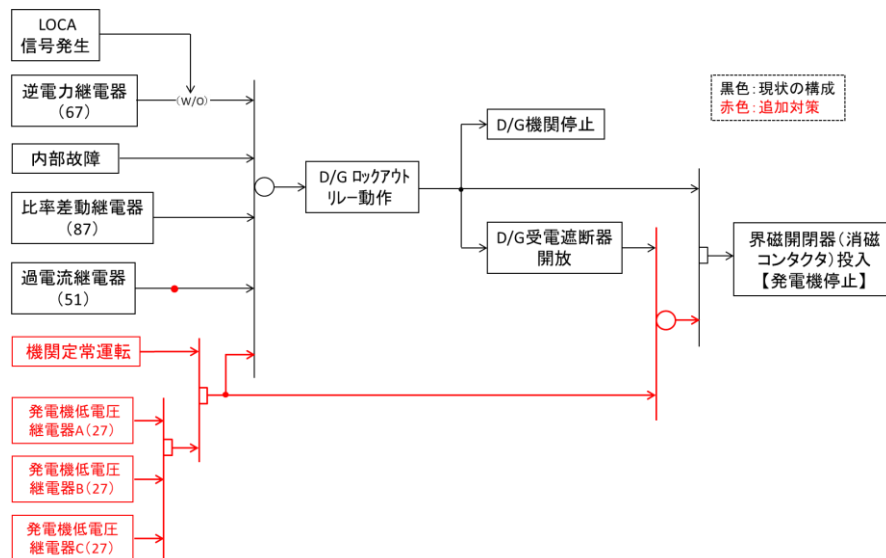 LOCA
信号発生
逆電力継電器
(67)
(W/O)
内部故障
比率差動継電器
(87)
過電流継電器
(51)
機関定常運転
発電機低電圧
継電器A(27)
発電機低電圧
継電器B(27)
発電機低電圧
継電器C(27)
D/G ロックアウト
リレー動作
D/G機関停止
D/G受電遮断器
開放
黒色:現状の構成
赤色:追加対策
界磁開閉器(消磁
コンタクタ)投入
【発電機停止】